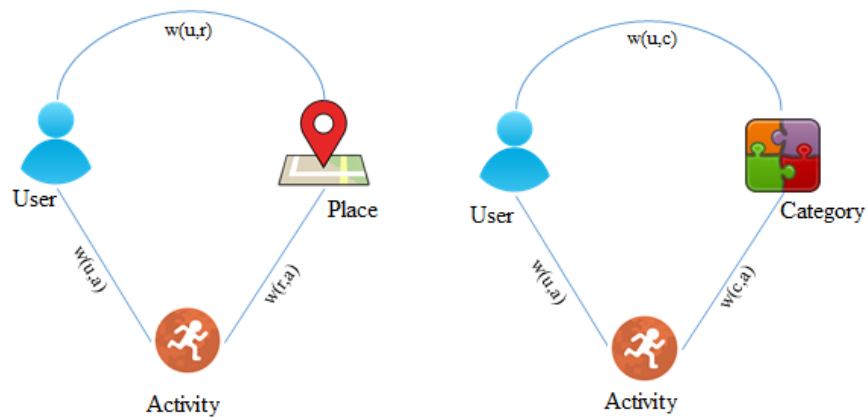 w(u,r)
User
Place
w(u,a)
w(r,a)
Activity
w(u,c)
User
Category
w(u,a)
w(c,a)
Activity